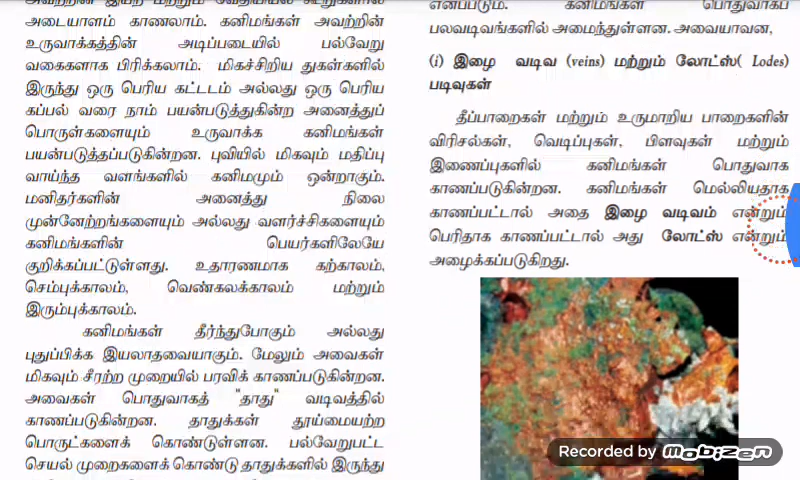 அவற்றின் இயற் மற்றும் வேதியியல் கூறுகளால்
அடையாளம் காணலாம். கனிமங்கள் அவற்றின்
உருவாக்கத்தின் அடிப்படையில் பல்வேறு
வகைகளாக பிரிக்கலாம். மிகச்சிறிய துகள்களில்
இருந்து ஒரு பெரிய கட்டடம் அல்லது ஒரு பெரிய
கப்பல் வரை நாம் பயன்படுத்துகின்ற அனைத்துப்
பொருள்களையும் உருவாக்க கனிமங்கள்
பயன்படுத்தப்படுகின்றன. புவியில் மிகவும் மதிப்பு
வாய்ந்த வளங்களில் கனிமமும் ஒன்றாகும்.
மனிதர்களின் அனைத்து நிலை
முன்னேற்றங்களையும் அல்லது வளர்ச்சிகளையும்
கனிமங்களின் பெயர்களிலேயே
குறிக்கப்பட்டுள்ளது. உதாரணமாக கற்காலம்,
செம்புக்காலம், வெண்கலக்காலம் மற்றும்
இரும்புக்காலம்.
கனிமங்கள் தீர்ந்துபோகும் அல்லது
புதுப்பிக்க இயலாதவையாகும். மேலும் அவைகள்
மிகவும் சீரற்ற முறையில் பரவிக் காணப்படுகின்றன.
அவைகள் பொதுவாகத் "தாது" வடிவத்தில்
காணப்படுகின்றன. தாதுக்கள் தூய்மையற்ற
பொருட்களைக் கொண்டுள்ளன. பல்வேறுபட்ட
செயல் முறைகளைக் கொண்டு தாதுக்களில் இருந்து
எனப்படும். கனிமங்கள் பொதுவாகப்
பலவடிவங்களில் அமைந்துள்ளன. அவையாவன,
(i) இழை வடிவ (veins) மற்றும் லோட்ஸ்( Lodes)
படிவுகள்
தீப்பாறைகள் மற்றும் உருமாறிய பாறைகளின்
விரிசல்கள், வெடிப்புகள், பிளவுகள் மற்றும்
இணைப்புகளில் கனிமங்கள் பொதுவாக
காணப்படுகின்றன. கனிமங்கள் மெல்லியதாக
காணப்பட்டால் அதை இழை வடிவம் என்றும்
பெரிதாக காணப்பட்டால் அது லோட்ஸ் என்றும்
அழைக்கப்படுகிறது.
Recorded by mobizen